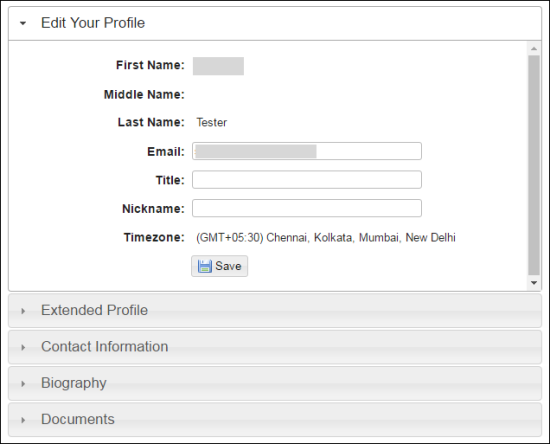 Edit Your Profile
First Name:
Middle Name:
Last Name: Tester
Email:
Title:
Nickname:
Timezone: (GMT+05:30) Chennai, Kolkata, Mumbai, New Delhi
Save
Extended Profile
Contact Information
Biography
Documents